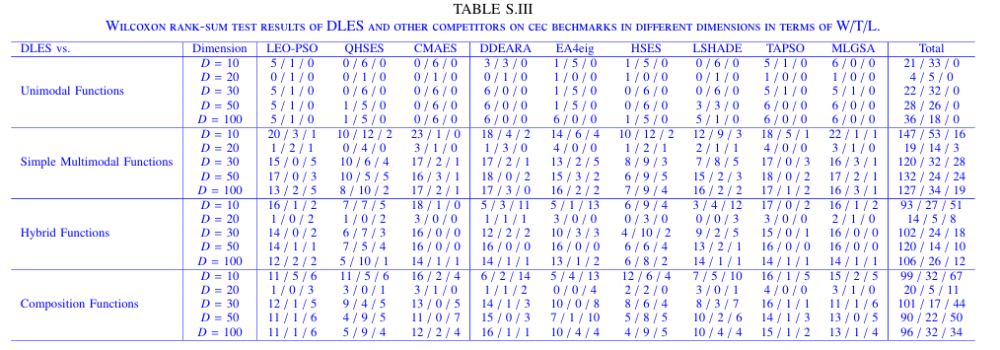 TABLE S.III
WILCOXON RANK-SUM TEST RESULTS OF DLES AND OTHER COMPETITORS ON CEC BECHMARKS IN DIFFERENT DIMENSIONS IN TERMS OF W/T/L.
DLES vs. Dimension LEO-PSO QHSES CMAES DDEARA EA4eig HSES LSHADE TAPSO MLGSA Total
D = 10 5 / 1 / 0 0 / 6 / 0 0 / 6 / 0 3 / 3 / 0 1 / 5 / 0 1 / 5 / 0 0 / 6 / 0 5 / 1 / 0 6 / 0 / 0 21 / 33 / 0
D = 20 0 / 1 / 0 0 / 1 / 0 0 / 1 / 0 0 / 1 / 0 1 / 0 / 0 0 / 1 / 0 0 / 1 / 0 1 / 0 / 0 1 / 0 / 0 4 / 5 / 0
Unimodal Functions D = 30 5 / 1 / 0 0 / 6 / 0 0 / 6 / 0 5 / 1 / 0 1 / 5 / 0 0 / 6 / 0 0 / 6 / 0 5 / 1 / 0 5 / 1 / 0 22 / 32 / 0
D = 50 5 / 1 / 0 1 / 5 / 0 0 / 6 / 0 6 / 0 / 0 1 / 5 / 0 0 / 6 / 0 3 / 3 / 0 6 / 0 / 0 6 / 0 / 0 28 / 26 / 0
D = 100 5 / 1 / 0 1 / 5 / 0 6 / 0 / 0 6 / 0 / 0 6 / 0 / 0 1 / 5 / 0 5 / 1 / 0 6 / 0 / 0 6 / 0 / 0 36 / 18 / 0
D = 10 20 / 3 / 1 10 / 12 / 2 23 / 1 / 0 18 / 4 / 2 14 / 6 / 4 10 / 12 / 2 12 / 9 / 3 18 / 5 / 1 22 / 1 / 1 147 / 53 / 16
D = 20 1 / 2 / 1 0 / 4 / 0 3 / 1 / 0 1 / 3 / 0 4 / 0 / 0 1 / 2 / 1 2 / 1 / 1 4 / 0 / 0 3 / 1 / 0 19 / 14 / 3
Simple Multimodal Functions D = 30 15 / 0 / 5 10 / 6 / 4 17 / 2 / 1 17 / 2 / 1 13 / 2 / 5 8 / 9 / 3 7 / 8 / 5 17 / 0 / 3 16 / 3 / 1 120 / 32 / 28
D = 50 17 / 0 / 3 10 / 5 / 5 16 / 3 / 1 18 / 0 / 2 15 / 2 / 3 6 / 9 / 5 15 / 2 / 3 18 / 0 / 2 17 / 2 / 1 132 / 24 / 24
D = 100 13 / 2 / 5 8 / 10 / 2 17 / 2 / 1 17 / 3 / 0 16 / 2 / 2 7 / 9 / 4 16 / 2 / 2 17 / 1 / 2 16 / 3 / 1 127 / 34 / 19
D = 10 16 / 1 / 2 7 / 7 / 5 18 / 1 / 0 5 / 3 / 11 5 / 1 / 13 6 / 9 / 4 3 / 4 / 12 17 / 0 / 2 16 / 1 / 2 93 / 27 / 51
D = 20 1 / 0 / 2 1 / 0 / 2 3 / 0 / 0 1 / 1 / 1 3 / 0 / 0 0 / 3 / 0 0 / 0 / 3 3 / 0 / 0 2 / 1 / 0 14 / 5 / 8
Hybrid Functions D = 30 14 / 0 / 2 6 / 7 / 3 16 / 0 / 0 12 / 2 / 2 10 / 3 / 3 4 / 10 / 2 9 / 2 / 5 15 / 0 / 1 16 / 0 / 0 102 / 24 / 18
D = 50 14 / 1 / 1 7 / 5 / 4 16 / 0 / 0 16 / 0 / 0 16 / 0 / 0 6 / 6 / 4 13 / 2 / 1 16 / 0 / 0 16 / 0 / 0 120 / 14 / 10
D = 100 12 / 2 / 2 5 / 10 / 1 14 / 1 / 1 14 / 1 / 1 13 / 1 / 2 6 / 8 / 2 14 / 1 / 1 14 / 1 / 1 14 / 1 / 1 106 / 26 / 12
D = 10 11 / 5 / 6 11 / 5 / 6 16 / 2 / 4 6 / 2 / 14 5 / 4 / 13 12 / 6 / 4 7 / 5 / 10 16 / 1 / 5 15 / 2 / 5 99 / 32 / 67
D = 20 1 / 0 / 3 3 / 0 / 1 3 / 1 / 0 1 / 1 / 2 0 / 0 / 4 2 / 2 / 0 3 / 0 / 1 4 / 0 / 0 3 / 1 / 0 20 / 5 / 11
Composition Functions D = 30 12 / 1 / 5 9 / 4 / 5 13 / 0 / 5 14 / 1 / 3 10 / 0 / 8 8 / 6 / 4 8 / 3 / 7 16 / 1 / 1 11 / 1 / 6 101 / 17 / 44
D = 50 11 / 1 / 6 4 / 9 / 5 11 / 0 / 7 15 / 0 / 3 7 / 1 / 10 5 / 8 / 5 10 / 2 / 6 14 / 1 / 3 13 / 0 / 5 90 / 22 / 50
D = 100 11 / 1 / 6 5 / 9 / 4 12 / 2 / 4 16 / 1 / 1 10 / 4 / 4 4 / 9 / 5 10 / 4 / 4 15 / 1 / 2 13 / 1 / 4 96 / 32 / 34